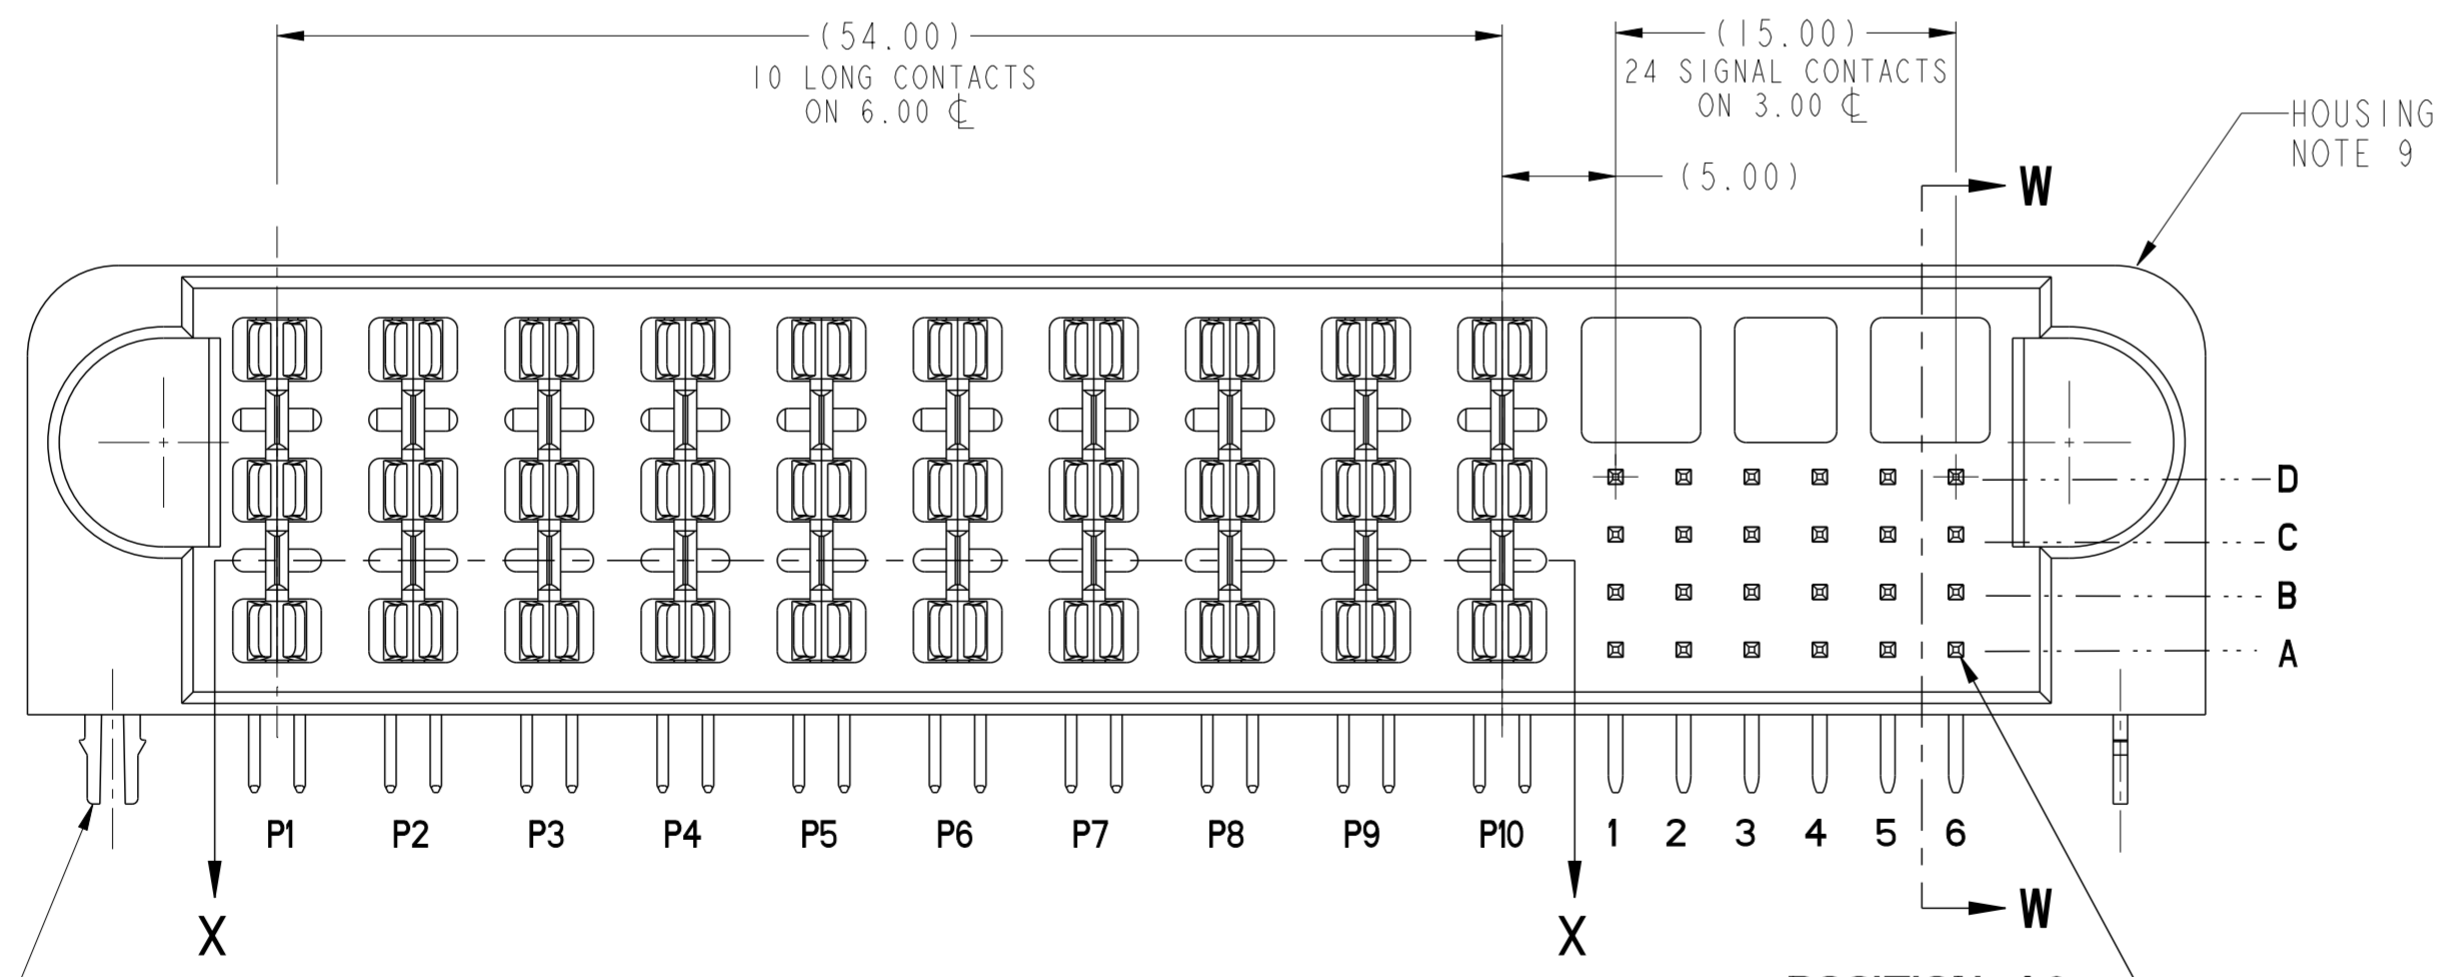 (54.00)
10 LONG CONTACTS
ON 6.00 ℄
(15.00)
24 SIGNAL CONTACTS
ON 3.00 ℄
(5.00)
HOUSING
NOTE 9
W
D
C
B
A
P1 P2 P3 P4 P5 P6 P7 P8 P9 P10 1 2 3 4 5 6
X X W